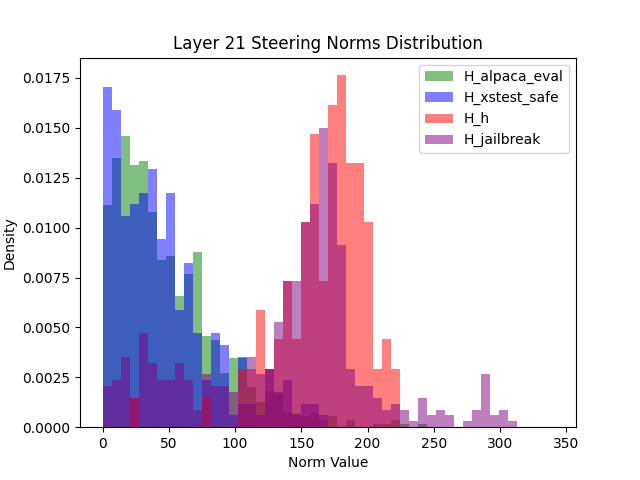 Layer 21 Steering Norms Distribution
H_alpaca_eval
H_xstest_safe
H_h
H_jailbreak
Density
0.0175
0.0150
0.0125
0.0100
0.0075
0.0050
0.0025
0.0000
0 50 100 150 200 250 300 350
Norm Value